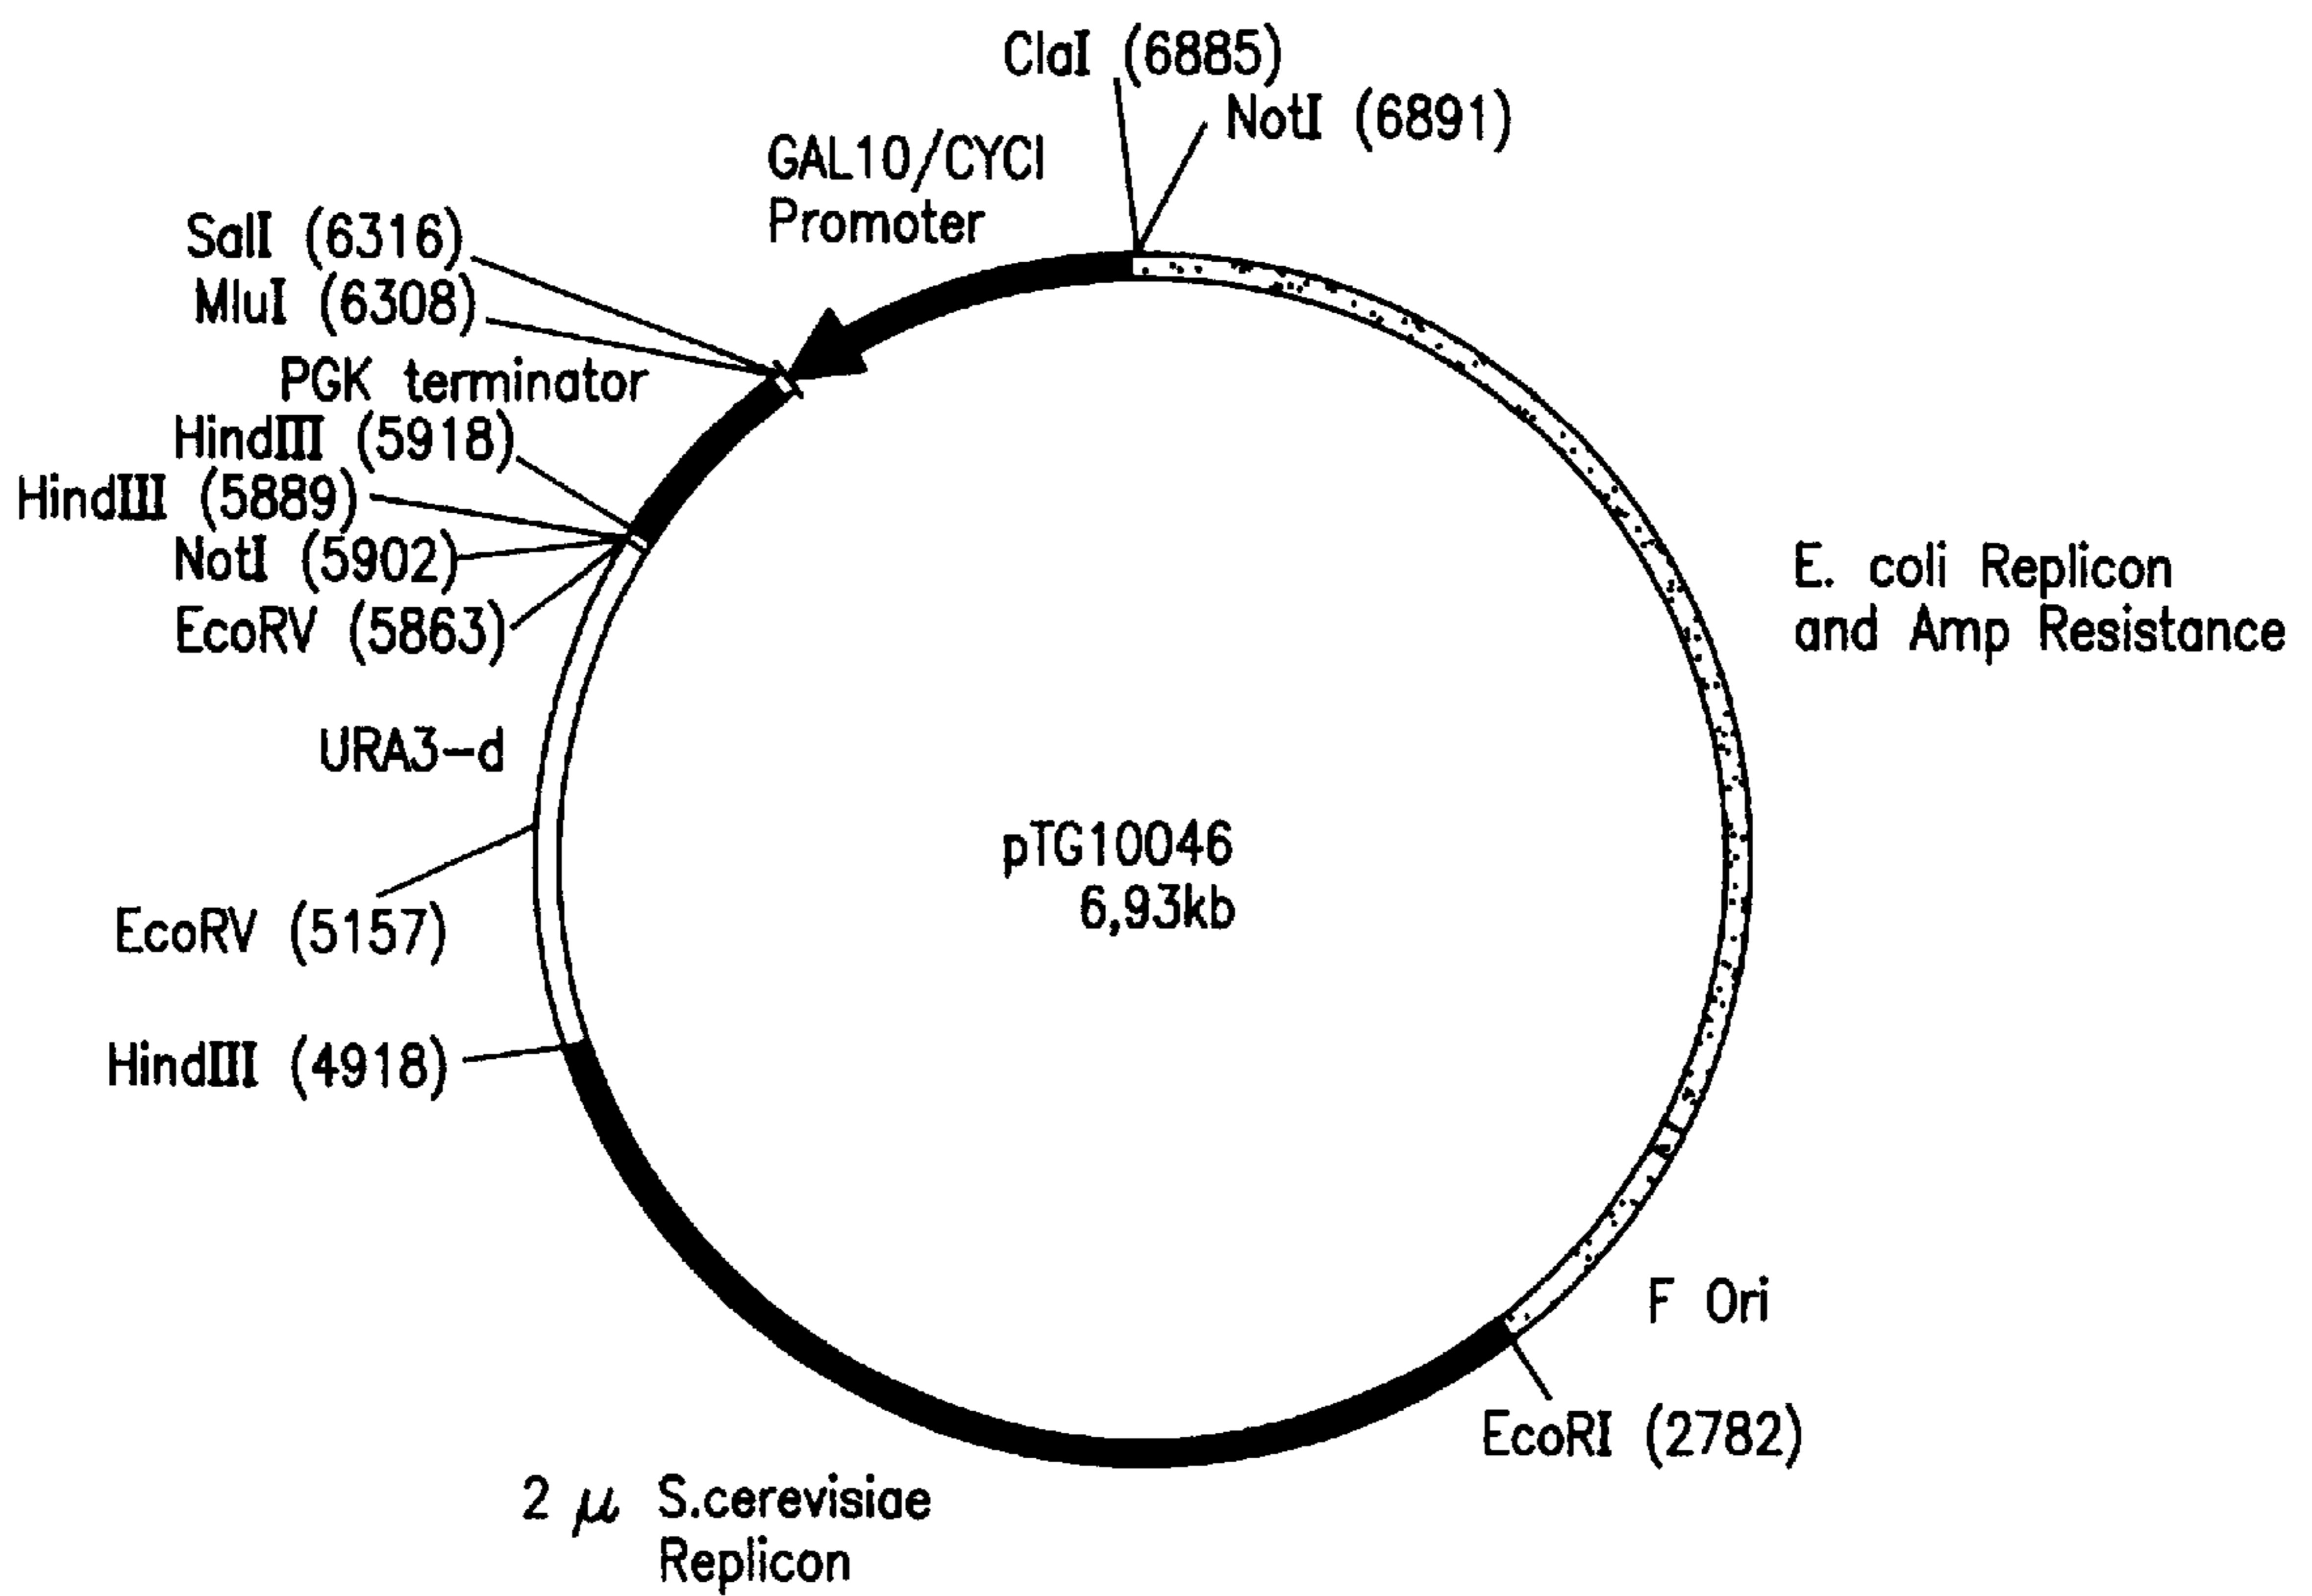 ClaI (6885)
NotI (6891)
GAL10/CYCI
Promoter
SalI (6316)
MluI (6308)
PGK terminator
HindIII (5918)
HindIII (5889)
NotI (5902)
EcoRV (5863)
E. coli Replicon
and Amp Resistance
URA3-d
pTG10046
6,93kb
EcoRV (5157)
HindIII (4918)
F Ori
EcoRI (2782)
2 μ S.cerevisiae
Replicon